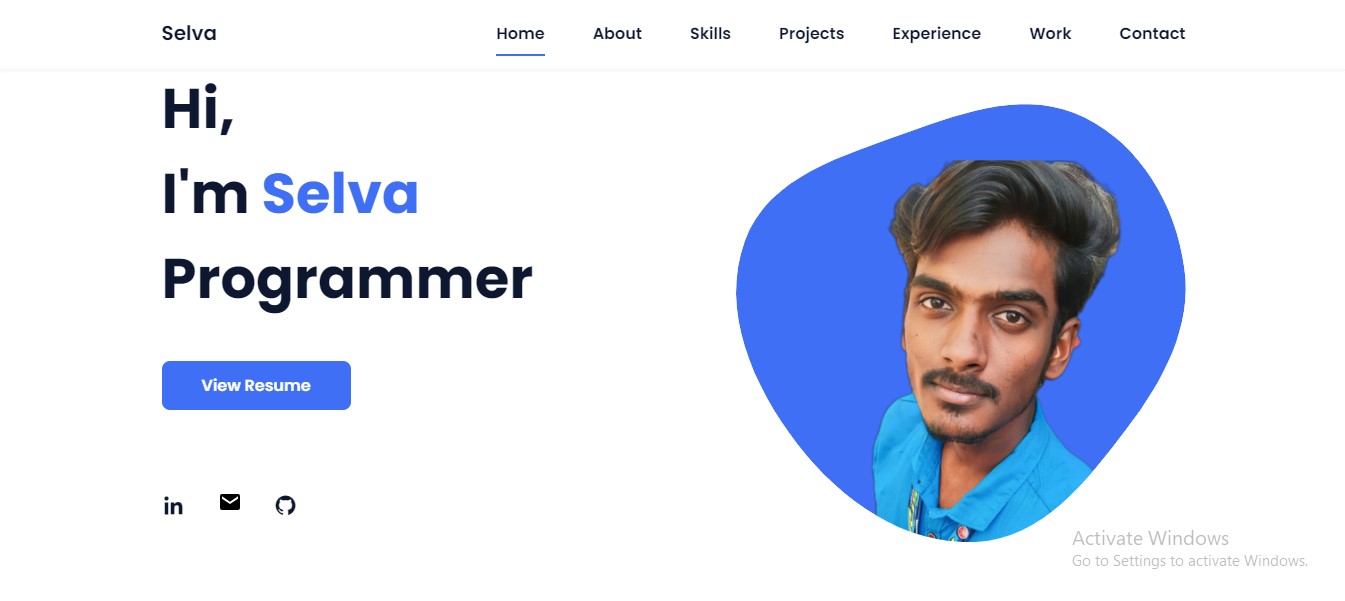 Selva
Home About Skills Projects Experience Work Contact
Hi,
I'm Selva
Programmer
View Resume
in
Activate Windows
Go to Settings to activate Windows.